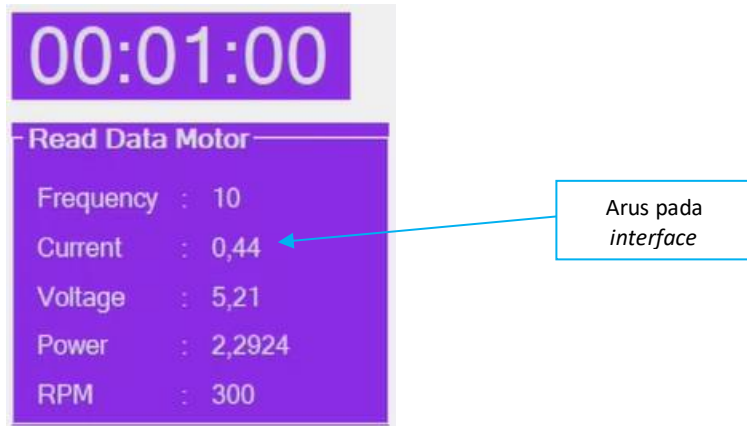 00:01:00
Read Data Motor
Frequency : 10
Current : 0,44
Voltage : 5,21
Power : 2,2924
RPM : 300
Arus pada
interface